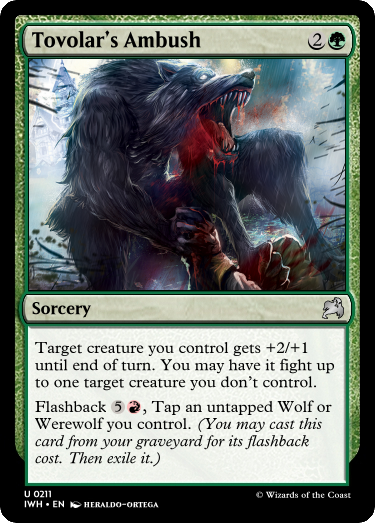 Tovolar's Ambush 2
Sorcery
Target creature you control gets +2/+1
until end of turn. You may have it fight up
to one target creature you don't control.
Flashback 5, Tap an untapped Wolf or
Werewolf you control. (You may cast this
card from your graveyard for its flashback
cost. Then exile it.)
U 0211
IWH • EN HERALDO-ORTEGA
© Wizards of the Coast